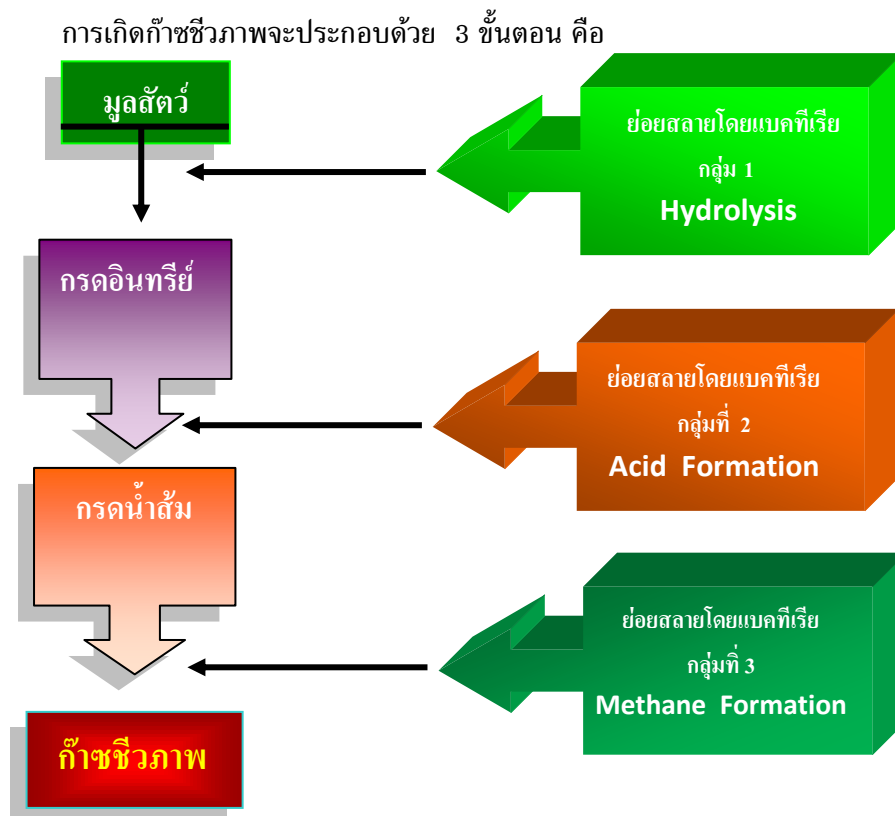 การเกิดก๊าซชีวภาพจะประกอบด้วย 3 ขั้นตอน คือ
มูลสัตว์
ย่อยสลายโดยแบคทีเรีย
กลุ่ม 1
Hydrolysis
กรดอินทรีย์
ย่อยสลายโดยแบคทีเรีย
กลุ่มที่ 2
Acid Formation
กรดน้ำส้ม
ย่อยสลายโดยแบคทีเรีย
กลุ่มที่ 3
Methane Formation
ก๊าซชีวภาพ